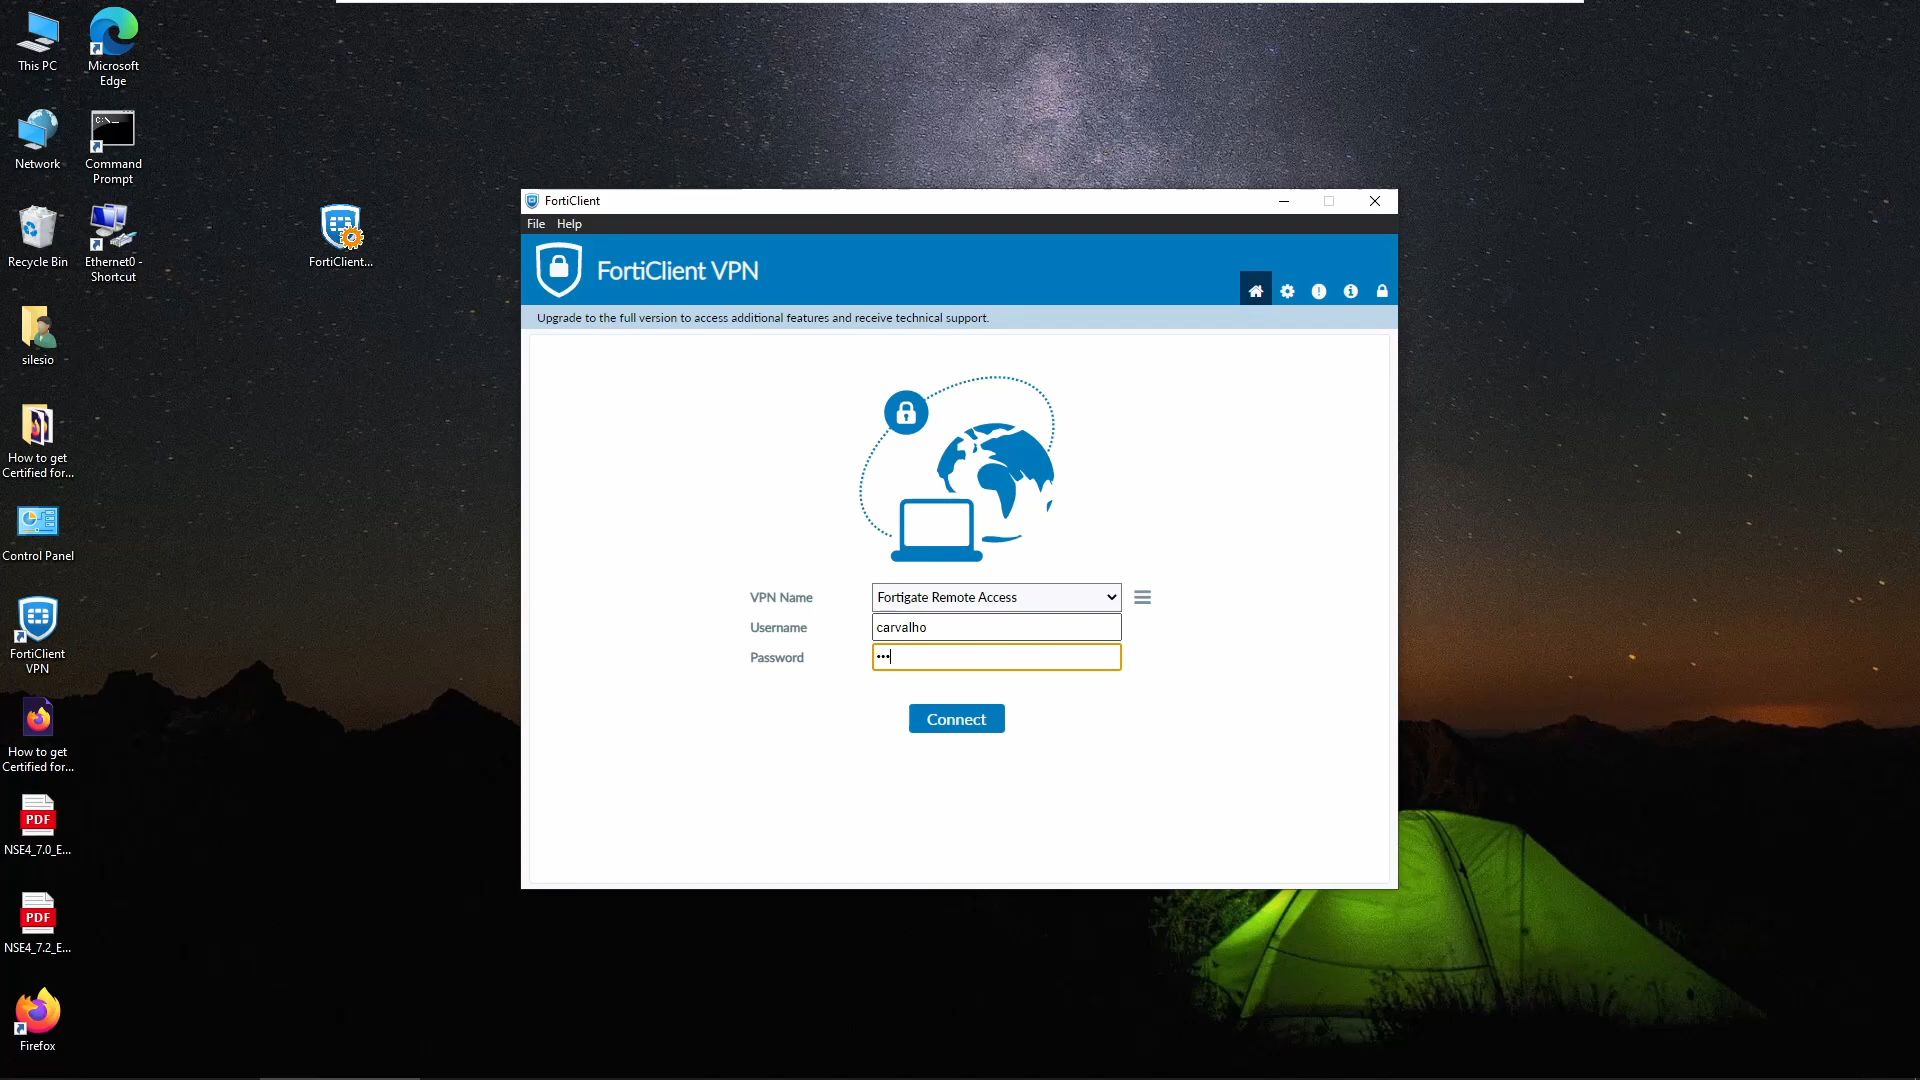 This PC
Microsoft
Edge
Network
Command
Prompt
Recycle Bin
Ethernet0 -
Shortcut
FortiClient...
silesio
How to get
Certified for...
Control Panel
FortiClient
VPN
How to get
Certified for...
PDF
NSE4_7.0_E...
PDF
NSE4_7.2_E...
Firefox
FortiClient
File Help
FortiClient VPN
Upgrade to the full version to access additional features and receive technical support.
VPN Name Fortigate Remote Access
Username carvalho
Password •••
Connect